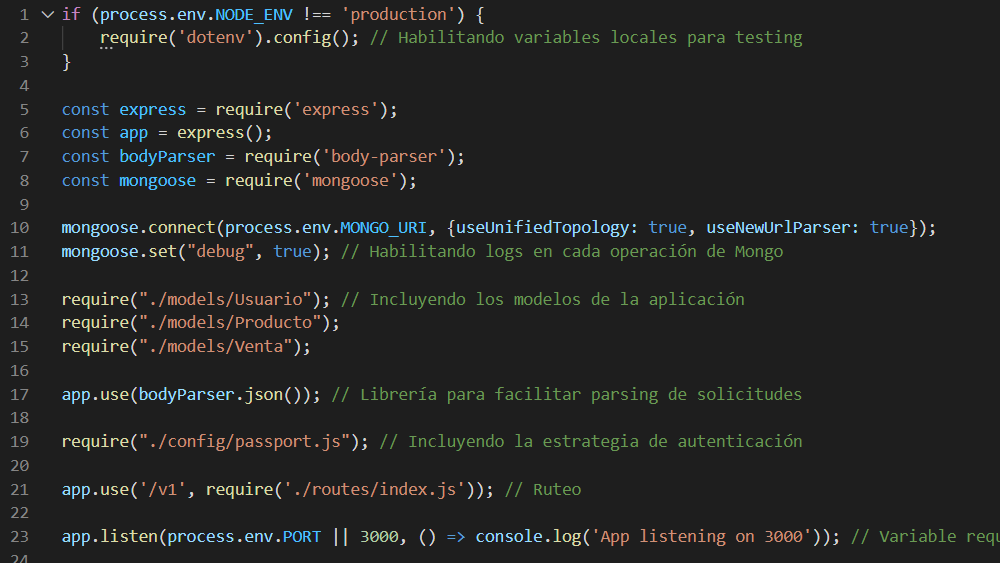 1 if (process.env.NODE_ENV !== 'production') {
2 require('dotenv').config(); // Habilitando variables locales para testing
3 }
4
5 const express = require('express');
6 const app = express();
7 const bodyParser = require('body-parser');
8 const mongoose = require('mongoose');
9
10 mongoose.connect(process.env.MONGO_URI, {useUnifiedTopology: true, useNewUrlParser: true});
11 mongoose.set("debug", true); // Habilitando logs en cada operación de Mongo
12
13 require("./models/Usuario"); // Incluyendo los modelos de la aplicación
14 require("./models/Producto");
15 require("./models/Venta");
16
17 app.use(bodyParser.json()); // Librería para facilitar parsing de solicitudes
18
19 require("./config/passport.js"); // Incluyendo la estrategia de autenticación
20
21 app.use('/v1', require('./routes/index.js')); // Ruteo
22
23 app.listen(process.env.PORT || 3000, () => console.log('App listening on 3000')); // Variable requ
24